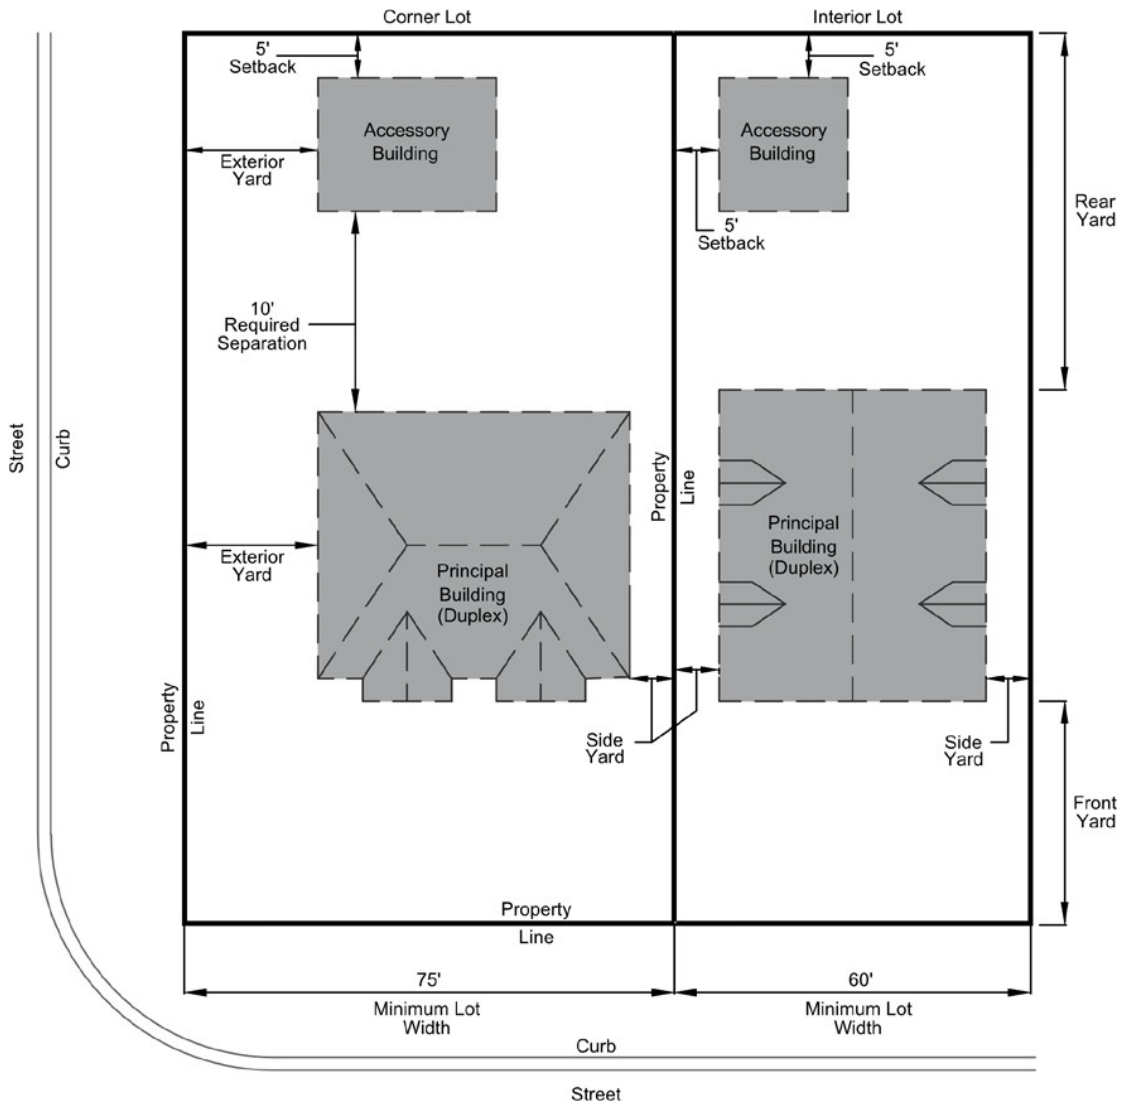 Corner Lot
Interior Lot
5'
Setback
5'
Setback
Accessory
Building
Accessory
Building
Exterior
Yard
5'
Setback
Rear
Yard
10'
Required
Separation
Street
Curb
Property
Line
Principal
Building
(Duplex)
Exterior
Yard
Principal
Building
(Duplex)
Property
Line
Side
Yard
Side
Yard
Front
Yard
Property
Line
75'
Minimum Lot
Width
60'
Minimum Lot
Width
Curb
Street